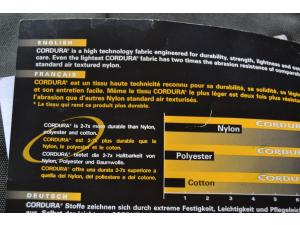 ENGLISH
CORDURA® is a high technology fabric engineered for durability, strength, lightness and
care. Even the lightest CORDURA® fabric has two times the abrasion resistance of
standard air textured nylon.
FRANÇAIS
CORDURA® est un tissu haute technicité reconnu pour sa durabilité, sa solidité, sa
et son entretien facile. Même le tissu CORDURA® le plus léger est deux fois plus
l'abrasion que d'autres Nylon standard air texturisés.
* Le tissu qui rend ce produit plus durable.
CORDURA® is 2-7x more durable than Nylon,
polyester and cotton.
CORDURA® est 2-7x plus durable que
le Nylon, le polyester et le coton.
CORDURA® bietet die 2-7x Haltbarkeit von
Nylon, Polyester und Baumwolle.
CORDURA® offre una durata 2-7x superiore a
quella del Nylon, del poliestere e del cotone.
Nylon
Polyester
Cotton
1 2 3 4 5 6
DEUTSCH
CORDURA® Stoffe zeichnen sich durch extreme Festigkeit, Leichtigkeit und